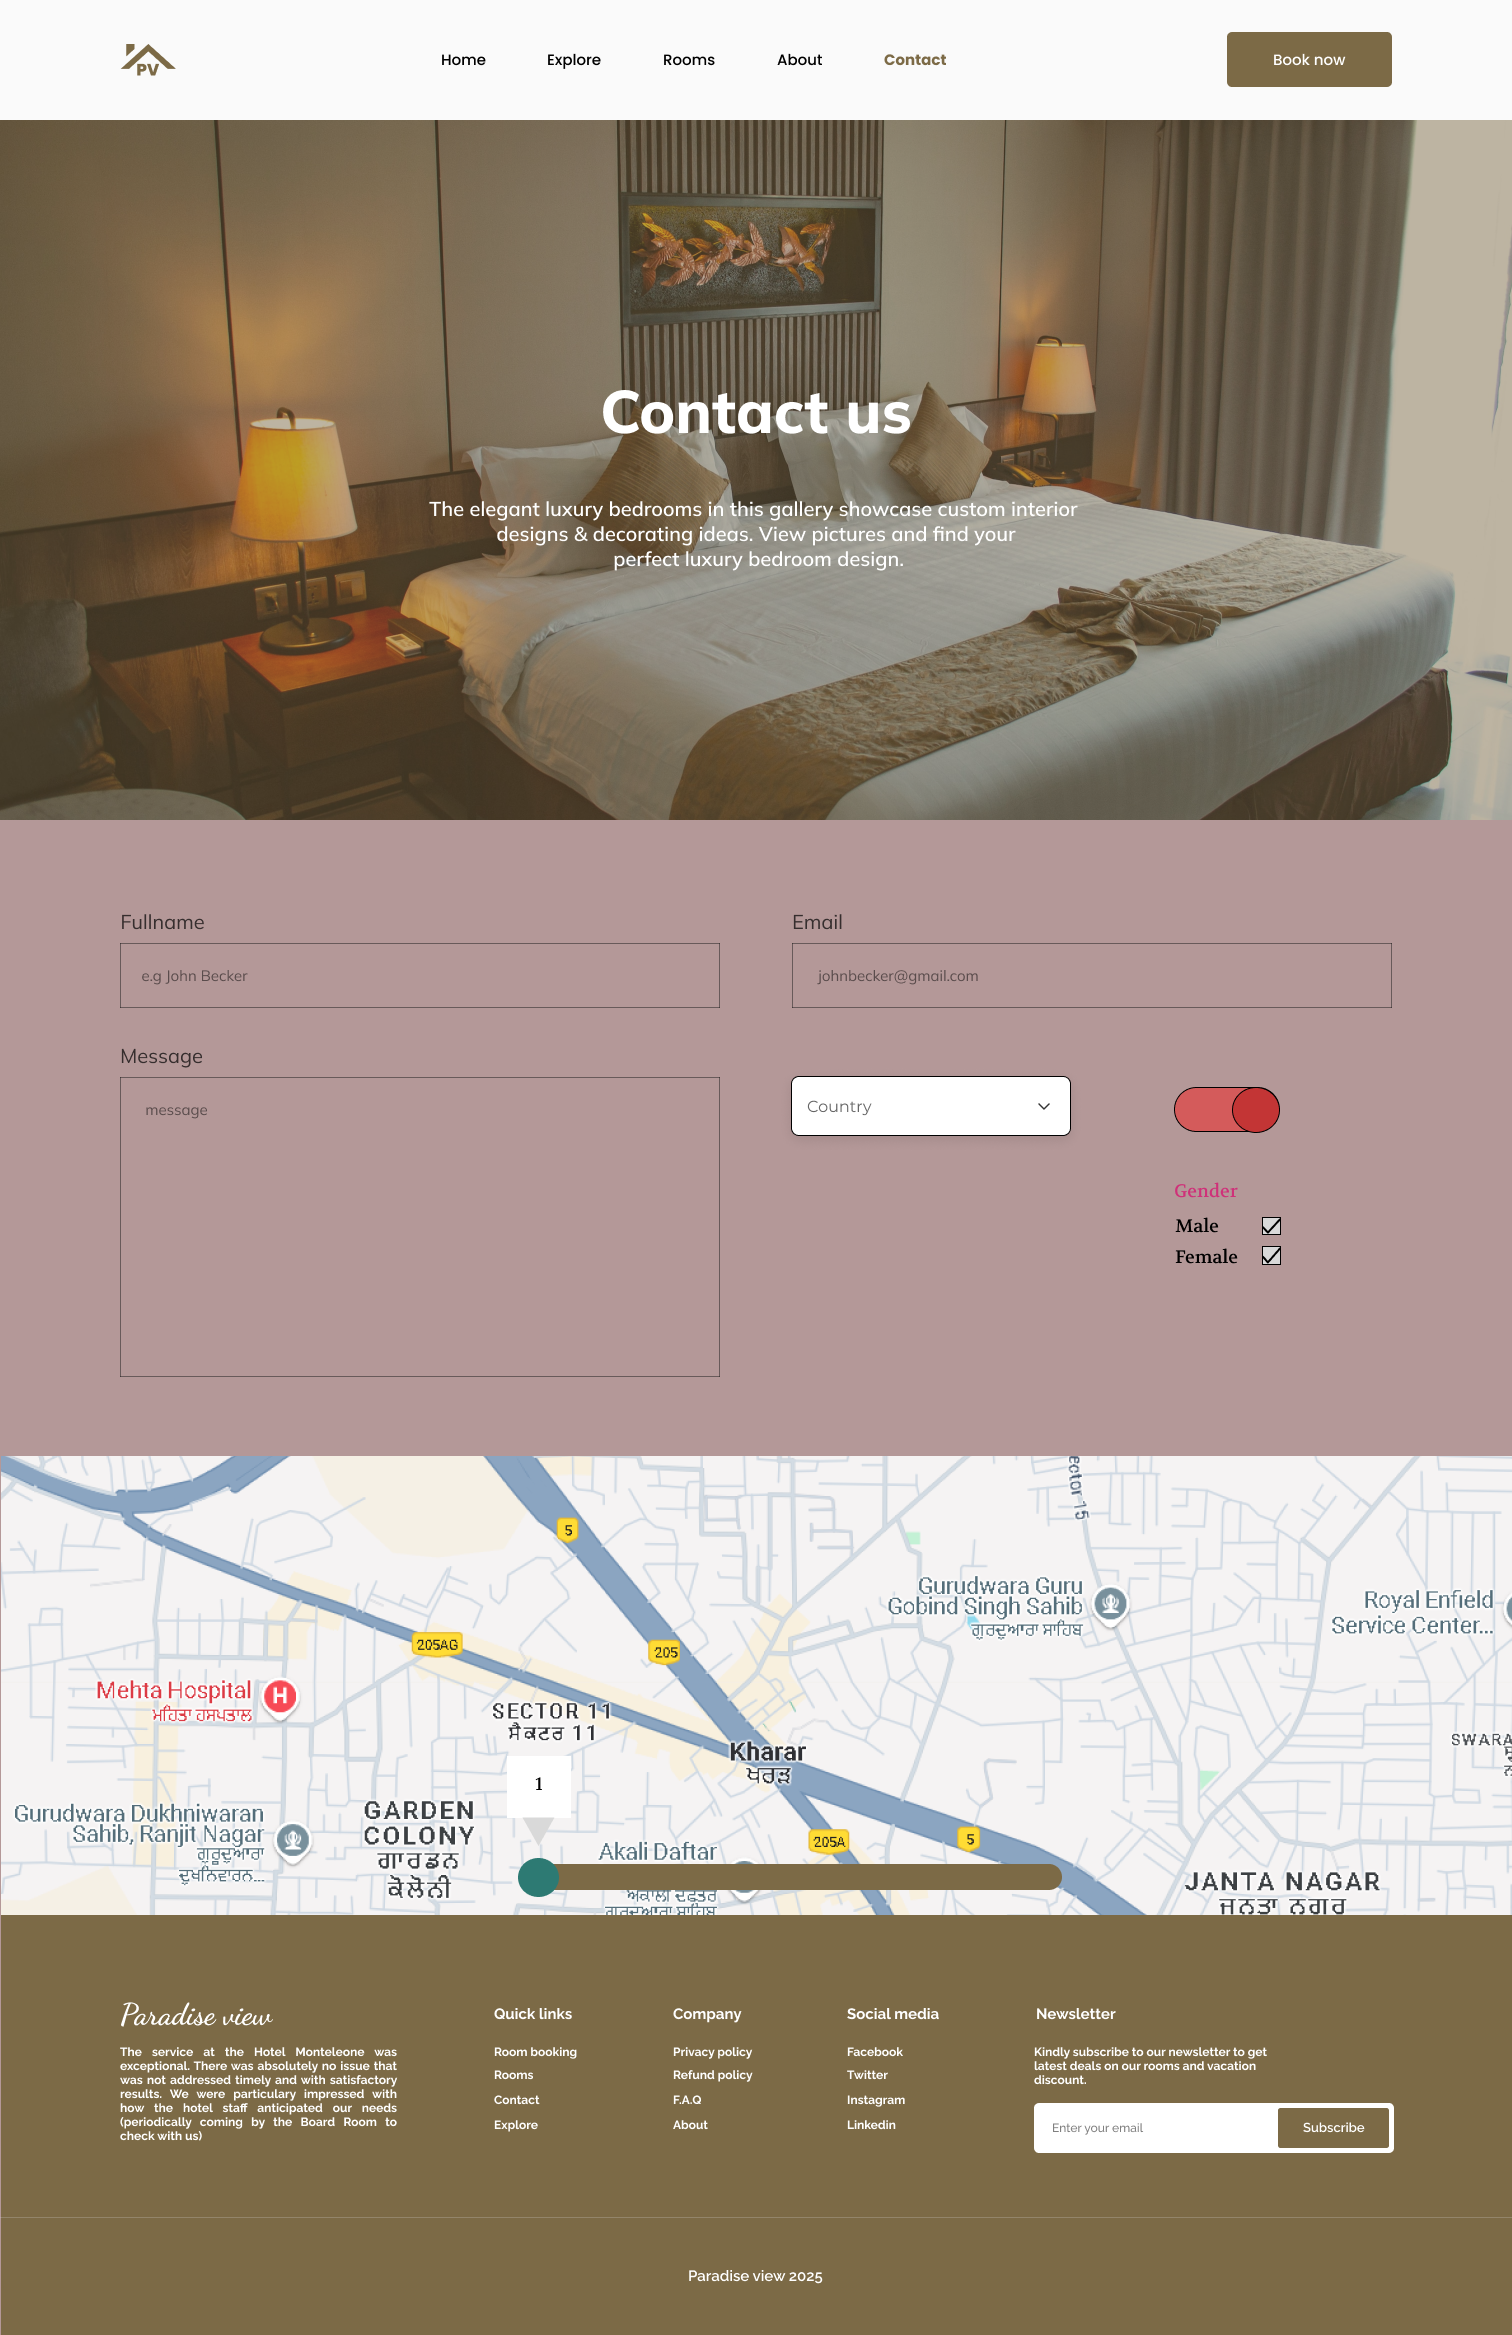 PV
Home
Explore
Rooms
About
Contact
Book now
Contact us
The elegant luxury bedrooms in this gallery showcase custom interior
designs & decorating ideas. View pictures and find your
perfect luxury bedroom design.
Fullname
e.g John Becker
Email
johnbecker@gmail.com
Message
message
Country
Gender
Male
Female
ector 15
5
Gurudwara Guru
Gobind Singh Sahib
ਗੁਰਦੁਆਰਾ ਸਾਹਿਬ
Royal Enfield
Service Center...
205AG
205
Mehta Hospital
ਮਹਿਤਾ ਹਸਪਤਾਲ
H
SECTOR 11
ਸੈਕਟਰ 11
Kharar
ਖਰੜ
SWARA
1
Gurudwara Dukhniwaran
Sahib, Ranjit Nagar
ਗੁਰੂਦੁਆਰਾ
ਦੁਖਨਿਵਾਰਨ...
GARDEN
COLONY
ਗਾਰਡਨ
ਕੋਲੋਨੀ
Akali Daftar
ਅਕਾਲੀ ਦਫਤਰ
ਗੁਰਦੁਆਰਾ ਸਾਹਿਬ
205A
5
JANTA NAGAR
ਜਨਤਾ ਨਗਰ
Paradise view
The service at the Hotel Monteleone was
exceptional. There was absolutely no issue that
was not addressed timely and with satisfactory
results. We were particulary impressed with
how the hotel staff anticipated our needs
(periodically coming by the Board Room to
check with us)
Quick links
Room booking
Rooms
Contact
Explore
Company
Privacy policy
Refund policy
F.A.Q
About
Social media
Facebook
Twitter
Instagram
Linkedin
Newsletter
Kindly subscribe to our newsletter to get
latest deals on our rooms and vacation
discount.
Enter your email
Subscribe
Paradise view 2025